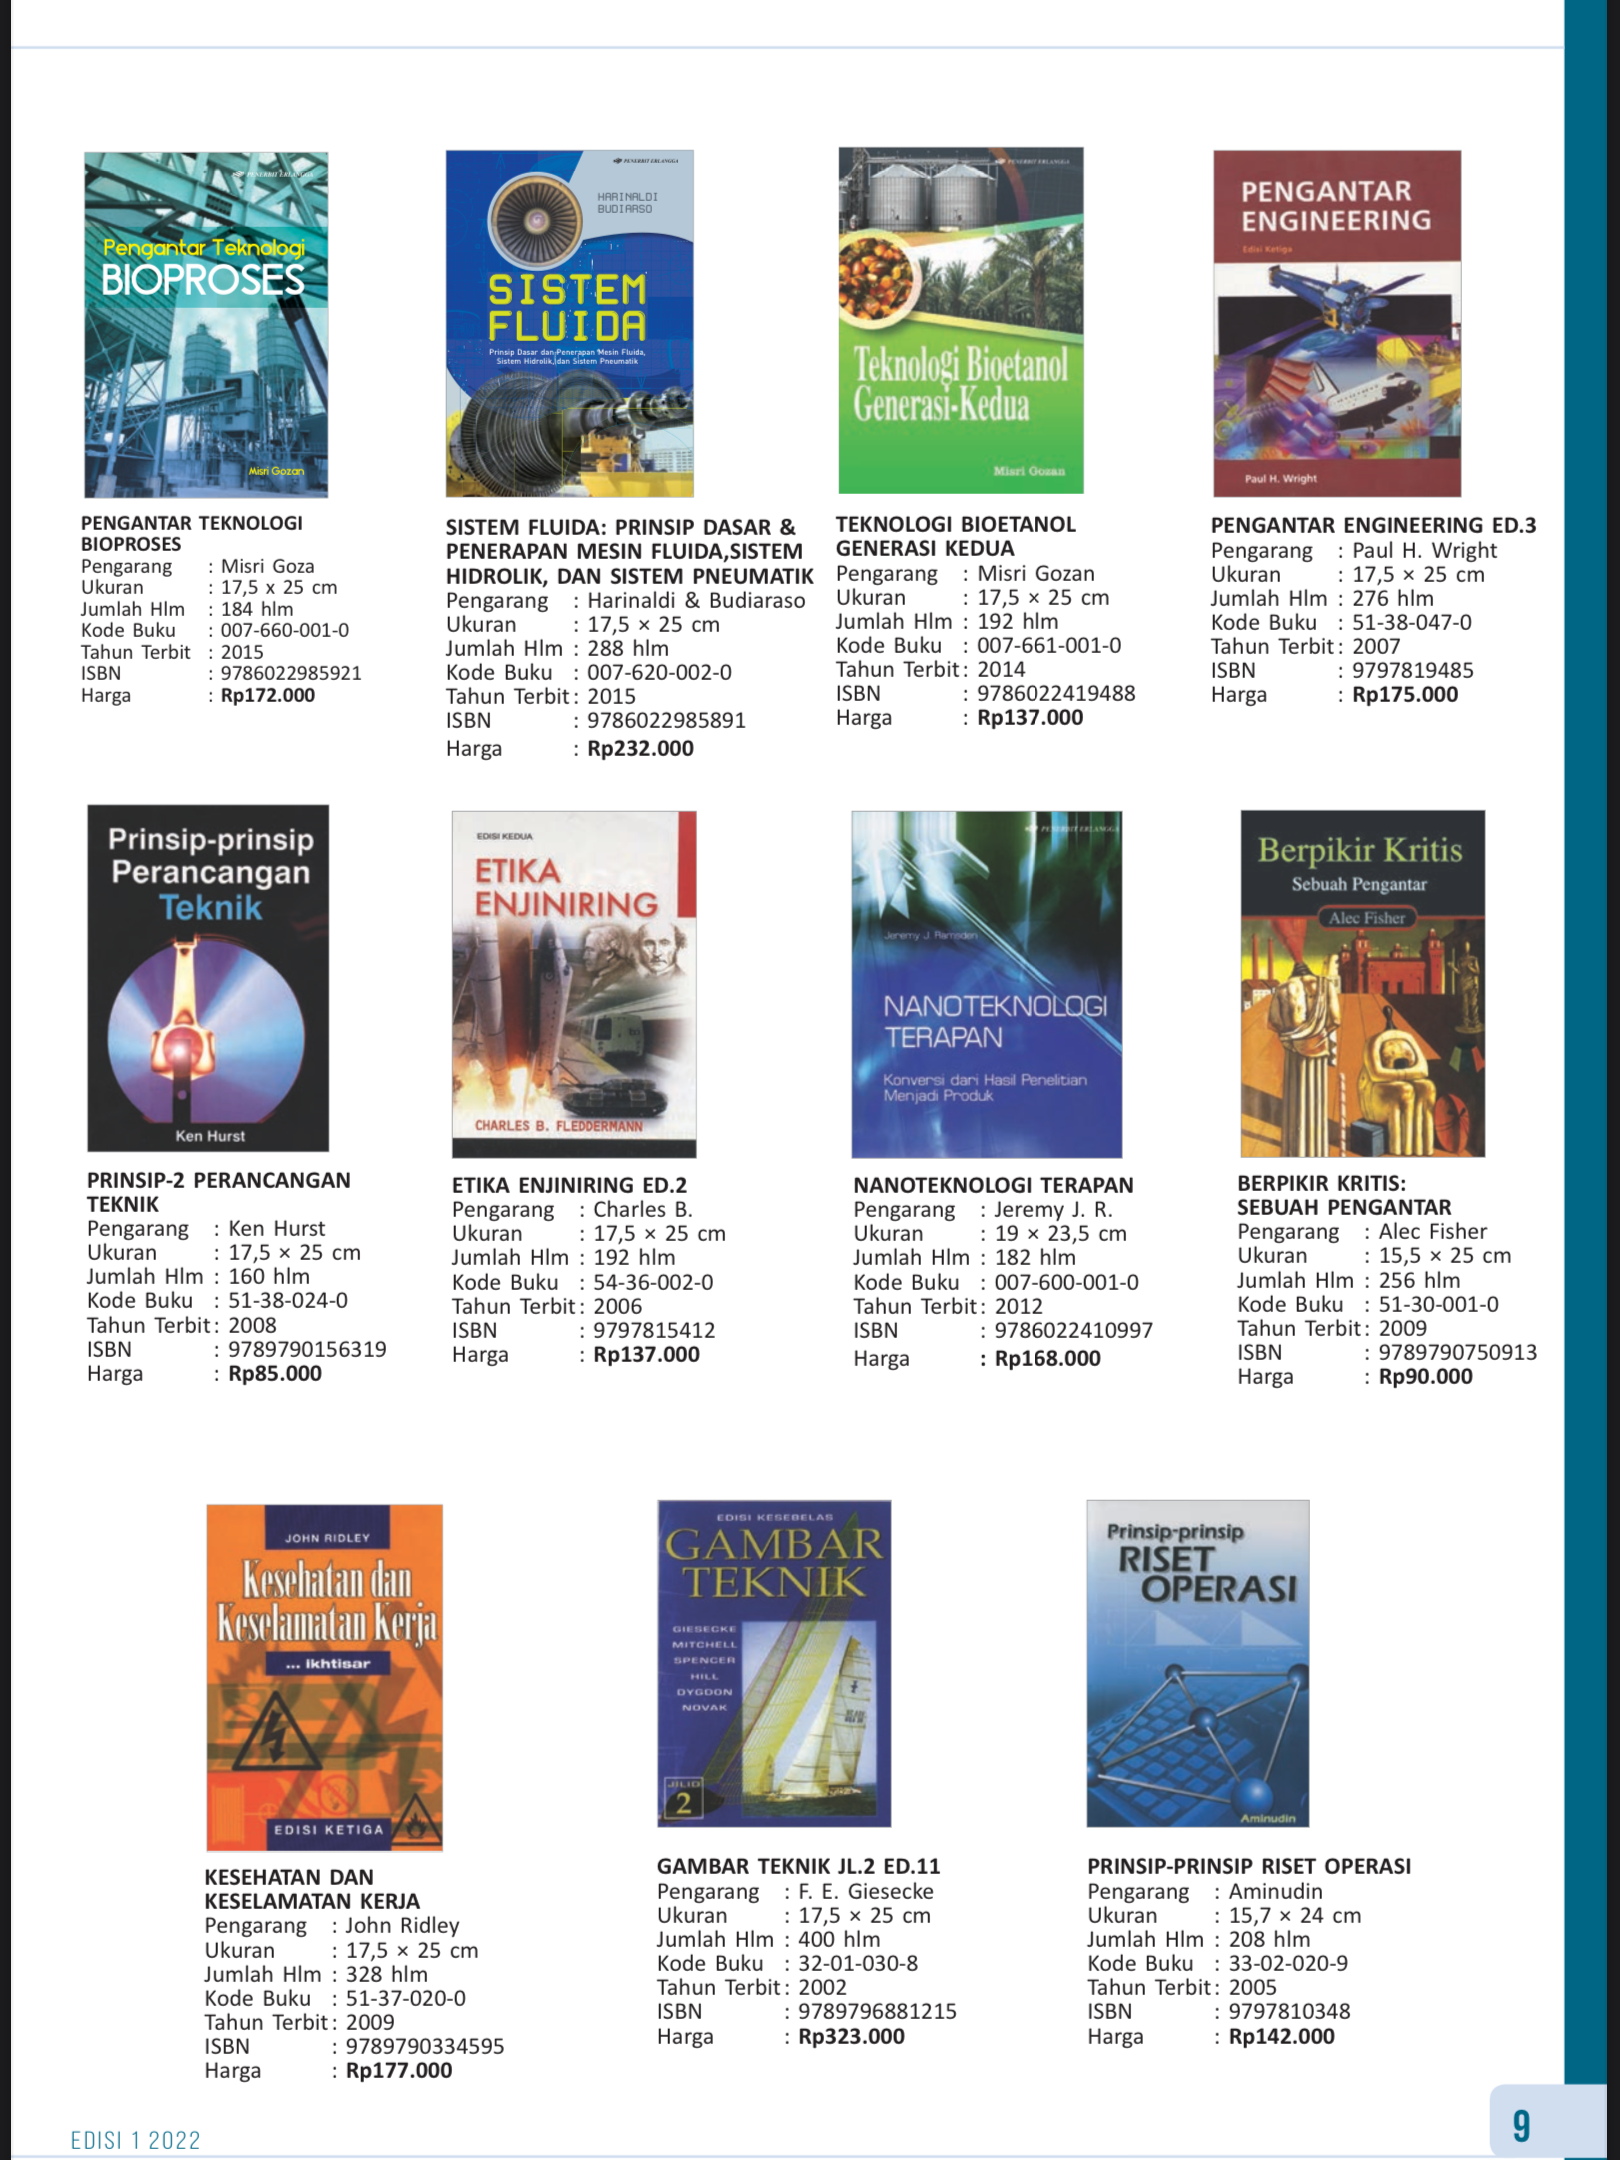 PENERBIT ERLANGGA
Pengantar Teknologi
BIOPROSES
Misri Gozan
PENGANTAR TEKNOLOGI
BIOPROSES
Pengarang : Misri Goza
Ukuran : 17,5 x 25 cm
Jumlah Hlm : 184 hlm
Kode Buku : 007-660-001-0
Tahun Terbit : 2015
ISBN : 9786022985921
Harga : Rp172.000
PENERBIT ERLANGGA
HARINALDI
BUDIARSO
SISTEM
FLUIDA
Prinsip Dasar dan Penerapan Mesin Fluida,
Sistem Hidrolik, dan Sistem Pneumatik
SISTEM FLUIDA: PRINSIP DASAR &
PENERAPAN MESIN FLUIDA,SISTEM
HIDROLIK, DAN SISTEM PNEUMATIK
Pengarang : Harinaldi & Budiaraso
Ukuran : 17,5 × 25 cm
Jumlah Hlm : 288 hlm
Kode Buku : 007-620-002-0
Tahun Terbit : 2015
ISBN : 9786022985891
Harga : Rp232.000
PENERBIT ERLANGGA
Teknologi Bioetanol
Generasi-Kedua
Misri Gozan
TEKNOLOGI BIOETANOL
GENERASI KEDUA
Pengarang : Misri Gozan
Ukuran : 17,5 × 25 cm
Jumlah Hlm : 192 hlm
Kode Buku : 007-661-001-0
Tahun Terbit : 2014
ISBN : 9786022419488
Harga : Rp137.000
PENGANTAR
ENGINEERING
Edisi Ketiga
Paul H. Wright
PENGANTAR ENGINEERING ED.3
Pengarang : Paul H. Wright
Ukuran : 17,5 × 25 cm
Jumlah Hlm : 276 hlm
Kode Buku : 51-38-047-0
Tahun Terbit : 2007
ISBN : 9797819485
Harga : Rp175.000
Prinsip-prinsip
Perancangan
Teknik
Ken Hurst
PRINSIP-2 PERANCANGAN
TEKNIK
Pengarang : Ken Hurst
Ukuran : 17,5 × 25 cm
Jumlah Hlm : 160 hlm
Kode Buku : 51-38-024-0
Tahun Terbit : 2008
ISBN : 9789790156319
Harga : Rp85.000
EDISI KEDUA
ETIKA
ENJINIRING
CHARLES B. FLEDDERMANN
ETIKA ENJINIRING ED.2
Pengarang : Charles B.
Ukuran : 17,5 × 25 cm
Jumlah Hlm : 192 hlm
Kode Buku : 54-36-002-0
Tahun Terbit : 2006
ISBN : 9797815412
Harga : Rp137.000
PENERBIT ERLANGGA
Jeremy J. Ramsden
NANOTEKNOLOGI
TERAPAN
Konversi dari Hasil Penelitian
Menjadi Produk
NANOTEKNOLOGI TERAPAN
Pengarang : Jeremy J. R.
Ukuran : 19 × 23,5 cm
Jumlah Hlm : 182 hlm
Kode Buku : 007-600-001-0
Tahun Terbit : 2012
ISBN : 9786022410997
Harga : Rp168.000
Berpikir Kritis
Sebuah Pengantar
Alec Fisher
BERPIKIR KRITIS:
SEBUAH PENGANTAR
Pengarang : Alec Fisher
Ukuran : 15,5 × 25 cm
Jumlah Hlm : 256 hlm
Kode Buku : 51-30-001-0
Tahun Terbit : 2009
ISBN : 9789790750913
Harga : Rp90.000
JOHN RIDLEY
Kesehatan dan
Keselamatan Kerja
... ikhtisar
EDISI KETIGA
KESEHATAN DAN
KESELAMATAN KERJA
Pengarang : John Ridley
Ukuran : 17,5 × 25 cm
Jumlah Hlm : 328 hlm
Kode Buku : 51-37-020-0
Tahun Terbit : 2009
ISBN : 9789790334595
Harga : Rp177.000
EDISI KESEBELAS
GAMBAR
TEKNIK
GIESECKE
MITCHELL
SPENCER
HILL
DYGDON
NOVAK
JILID
2
GAMBAR TEKNIK JL.2 ED.11
Pengarang : F. E. Giesecke
Ukuran : 17,5 × 25 cm
Jumlah Hlm : 400 hlm
Kode Buku : 32-01-030-8
Tahun Terbit : 2002
ISBN : 9789796881215
Harga : Rp323.000
Prinsip-prinsip
RISET
OPERASI
Aminudin
PRINSIP-PRINSIP RISET OPERASI
Pengarang : Aminudin
Ukuran : 15,7 × 24 cm
Jumlah Hlm : 208 hlm
Kode Buku : 33-02-020-9
Tahun Terbit : 2005
ISBN : 9797810348
Harga : Rp142.000
EDISI 1 2022
9